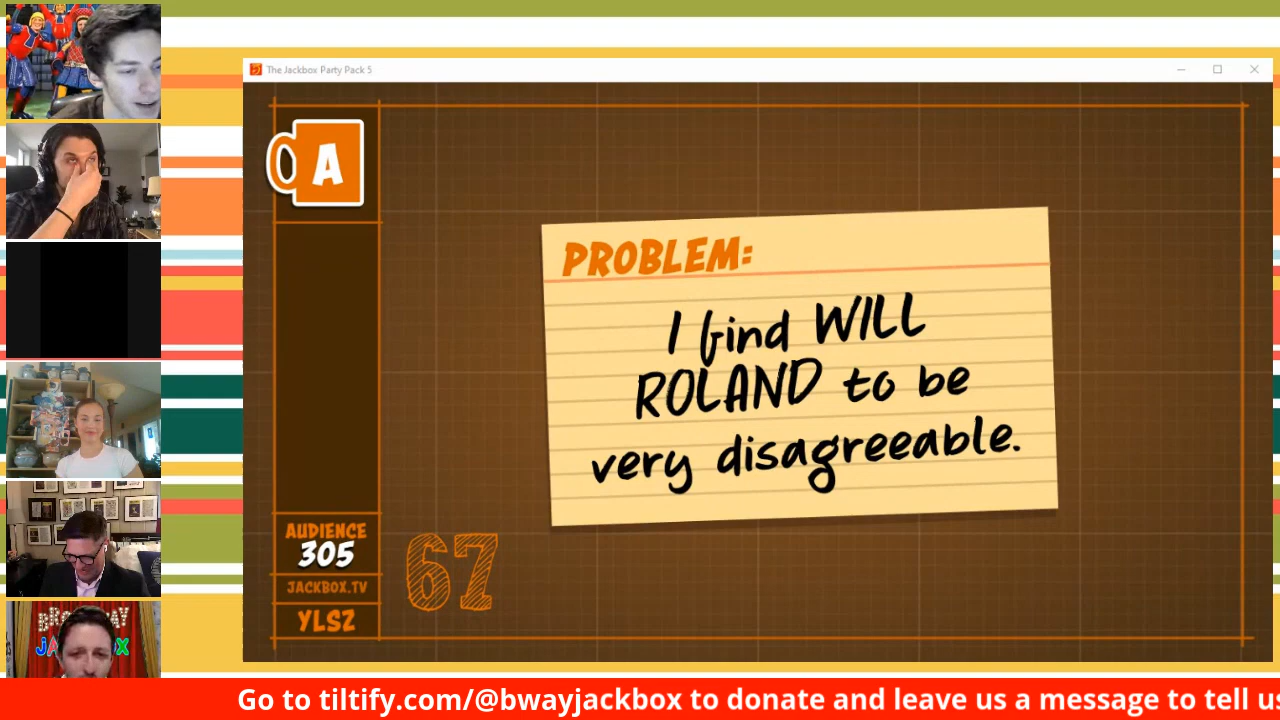 The Jackbox Party Pack 5
A
PROBLEM:
I find WILL
ROLAND to be
very disagreeable.
AUDIENCE
305
JACKBOX.TV
YLSZ
67
BROADWAY
Go to tiltify.com/@bwayjackbox to donate and leave us a message to tell us